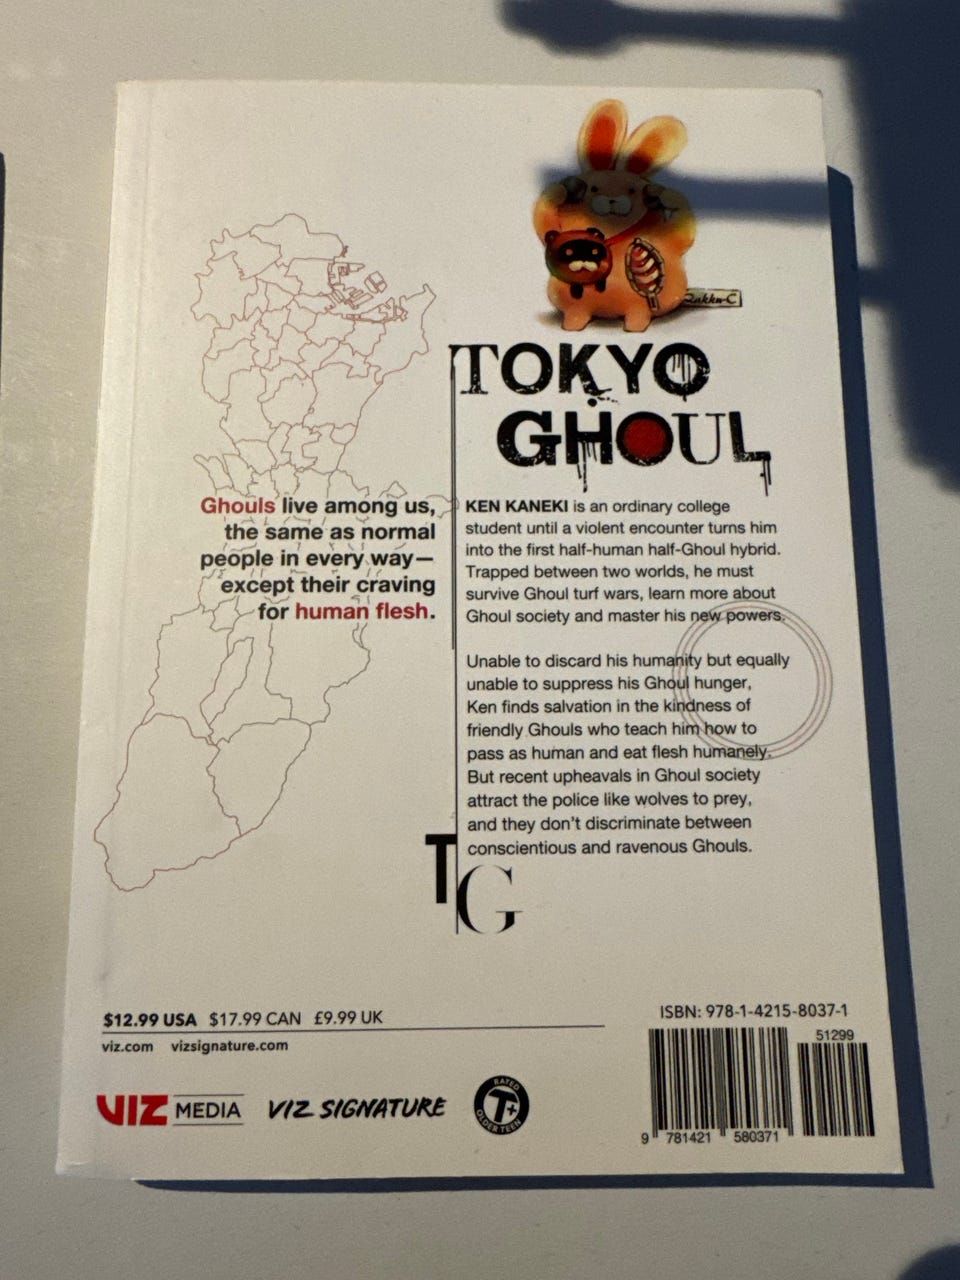 Rakku-C
TOKYO
GHOUL
Ghouls live among us,
the same as normal
people in every way—
except their craving
for human flesh.
KEN KANEKI is an ordinary college
student until a violent encounter turns him
into the first half-human half-Ghoul hybrid.
Trapped between two worlds, he must
survive Ghoul turf wars, learn more about
Ghoul society and master his new powers.
Unable to discard his humanity but equally
unable to suppress his Ghoul hunger,
Ken finds salvation in the kindness of
friendly Ghouls who teach him how to
pass as human and eat flesh humanely.
But recent upheavals in Ghoul society
attract the police like wolves to prey,
and they don't discriminate between
conscientious and ravenous Ghouls.
TG
$12.99 USA $17.99 CAN £9.99 UK
viz.com vizsignature.com
VIZ MEDIA
VIZ SIGNATURE
RATED
T+
OLDER TEEN
ISBN: 978-1-4215-8037-1
51299
9 781421 580371